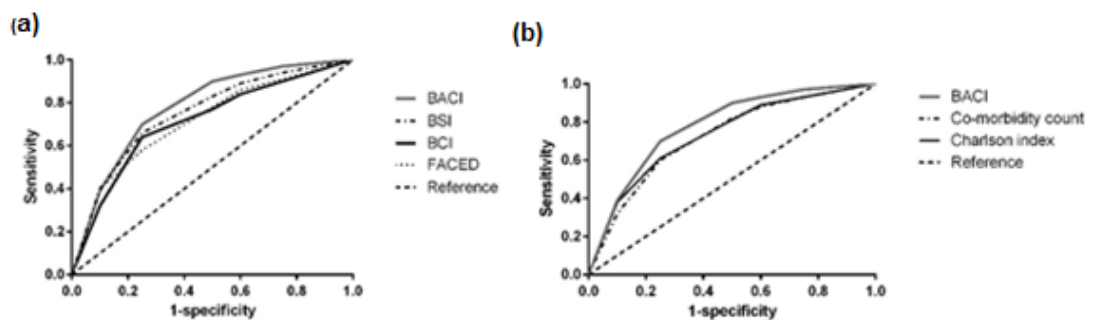 (a)
1.0
0.8
0.6
0.4
0.2
0.0
Sensitivity
0.0 0.2 0.4 0.6 0.8 1.0
1-specificity
BACI
BSI
BCI
FACED
Reference
(b)
1.0
0.8
0.6
0.4
0.2
0.0
Sensitivity
0.0 0.2 0.4 0.6 0.8 1.0
1-specificity
BACI
Co-morbidity count
Charlson index
Reference